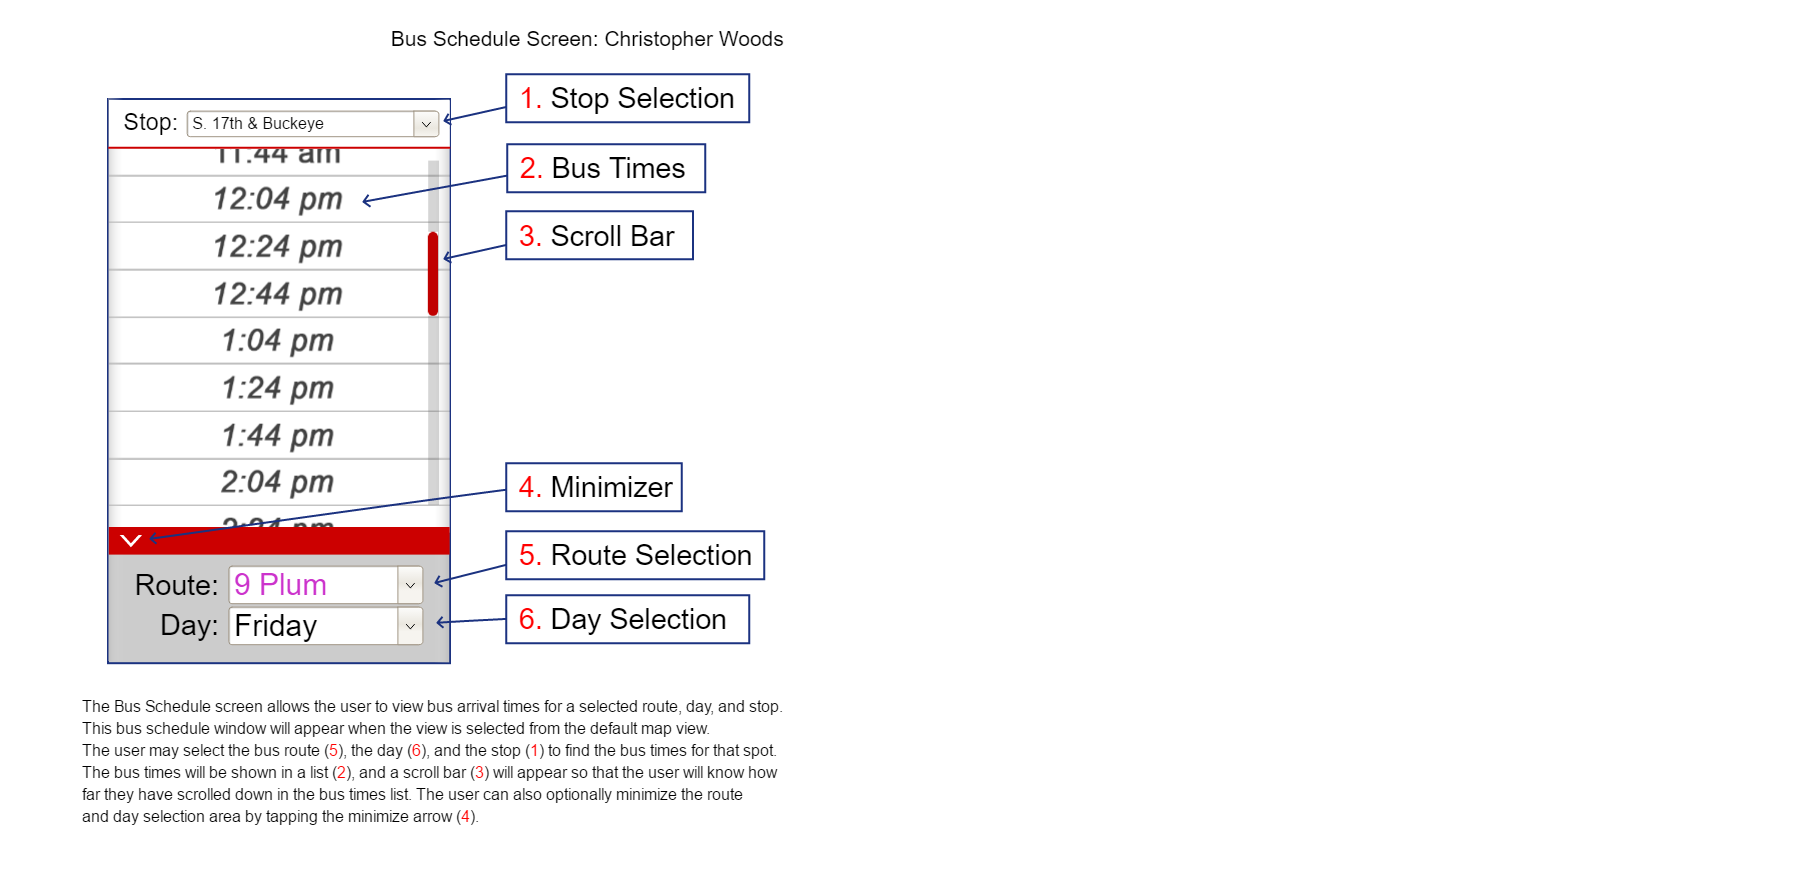 Bus Schedule Screen: Christopher Woods
1. Stop Selection
Stop: S. 17th & Buckeye
11:44 am
2. Bus Times
12:04 pm
3. Scroll Bar
12:24 pm
12:44 pm
1:04 pm
1:24 pm
1:44 pm
2:04 pm
4. Minimizer
2:24 pm
5. Route Selection
Route: 9 Plum
6. Day Selection
Day: Friday
The Bus Schedule screen allows the user to view bus arrival times for a selected route, day, and stop.
This bus schedule window will appear when the view is selected from the default map view.
The user may select the bus route (5), the day (6), and the stop (1) to find the bus times for that spot.
The bus times will be shown in a list (2), and a scroll bar (3) will appear so that the user will know how
far they have scrolled down in the bus times list. The user can also optionally minimize the route
and day selection area by tapping the minimize arrow (4).